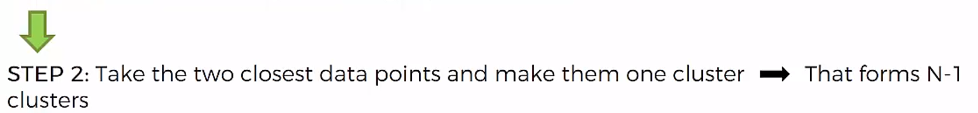 STEP 2: Take the two closest data points and make them one cluster ➡ That forms N-1
clusters